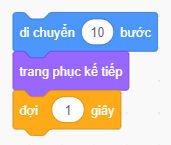 di chuyển 10 bước
trang phục kế tiếp
đợi 1 giây